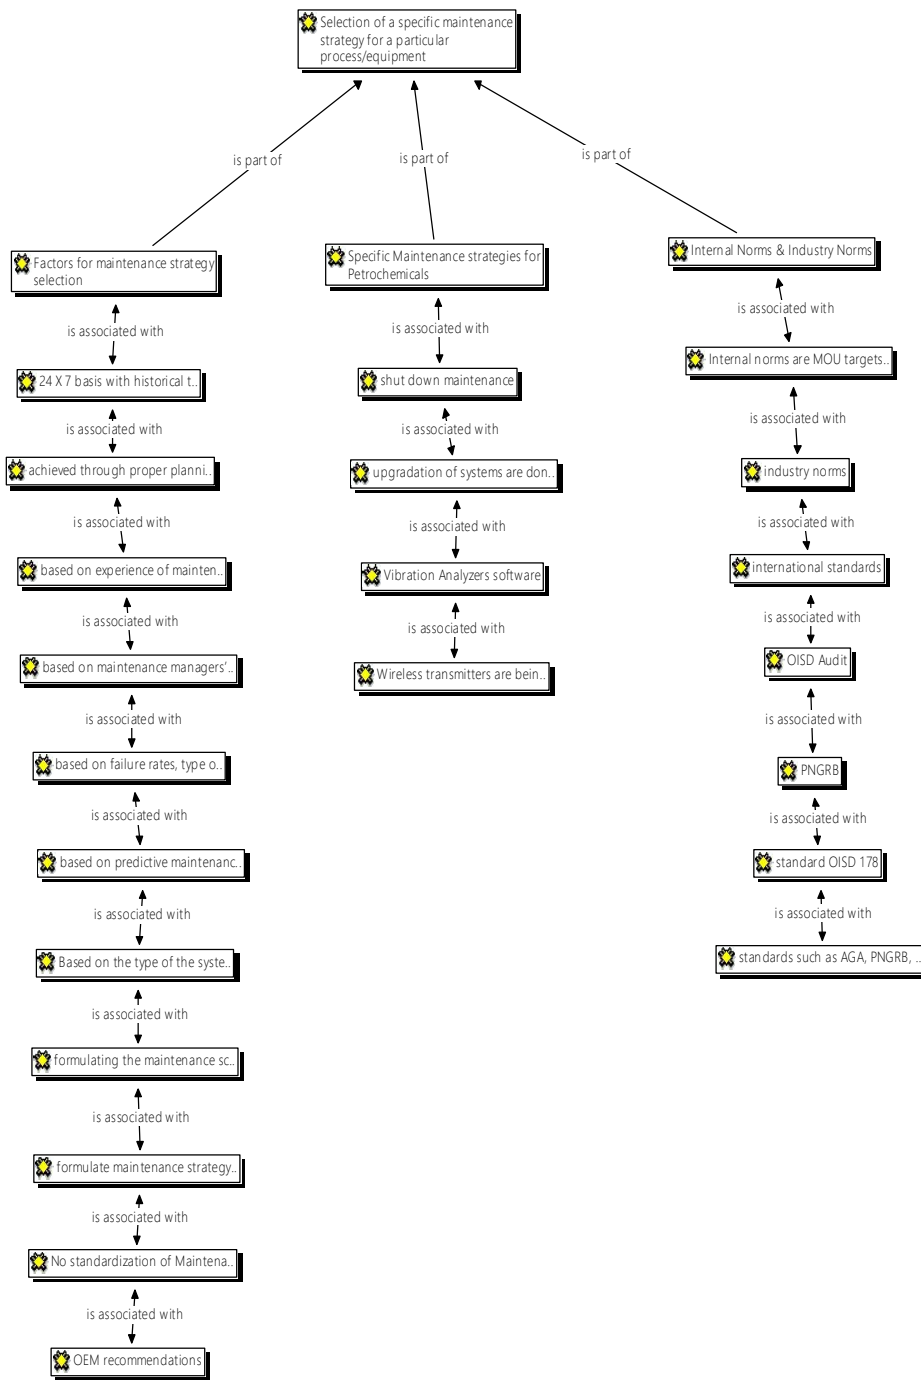 Selection of a specific maintenance
strategy for a particular
process/equipment
is part of
is part of
is part of
Factors for maintenance strategy
selection
is associated with
24 X 7 basis with historical t..
is associated with
achieved through proper planni..
is associated with
based on experience of mainten..
is associated with
based on maintenance managers'..
is associated with
based on failure rates, type o..
is associated with
based on predictive maintenanc..
is associated with
Based on the type of the syste..
is associated with
formulating the maintenance sc..
is associated with
formulate maintenance strategy..
is associated with
No standardization of Maintena..
is associated with
OEM recommendations
Specific Maintenance strategies for
Petrochemicals
is associated with
shut down maintenance
is associated with
upgradation of systems are don..
is associated with
Vibration Analyzers software
is associated with
Wireless transmitters are bein..
Internal Norms & Industry Norms
is associated with
Internal norms are MOU targets..
is associated with
industry norms
is associated with
international standards
is associated with
OISD Audit
is associated with
PNGRB
is associated with
standard OISD 178
is associated with
standards such as AGA, PNGRB, ..